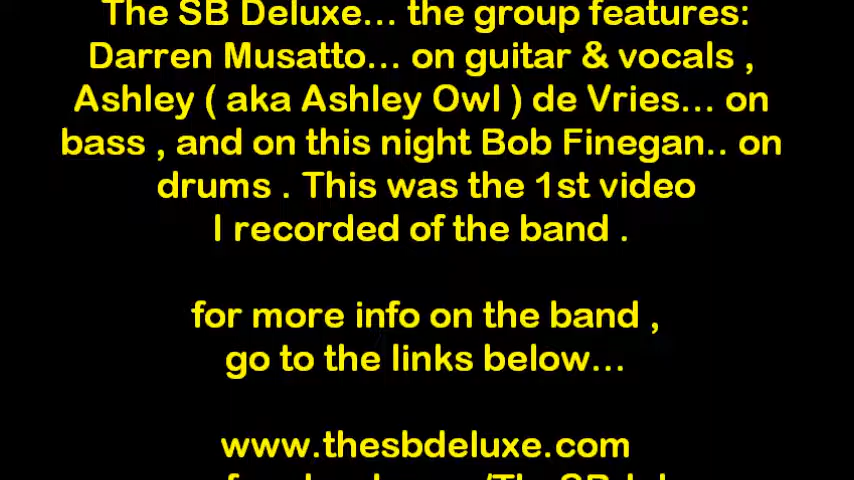 The SB Deluxe... the group features:
Darren Musatto... on guitar & vocals ,
Ashley ( aka Ashley Owl ) de Vries... on
bass , and on this night Bob Finegan.. on
drums . This was the 1st video
I recorded of the band .
for more info on the band ,
go to the links below...
www.thesbdeluxe.com